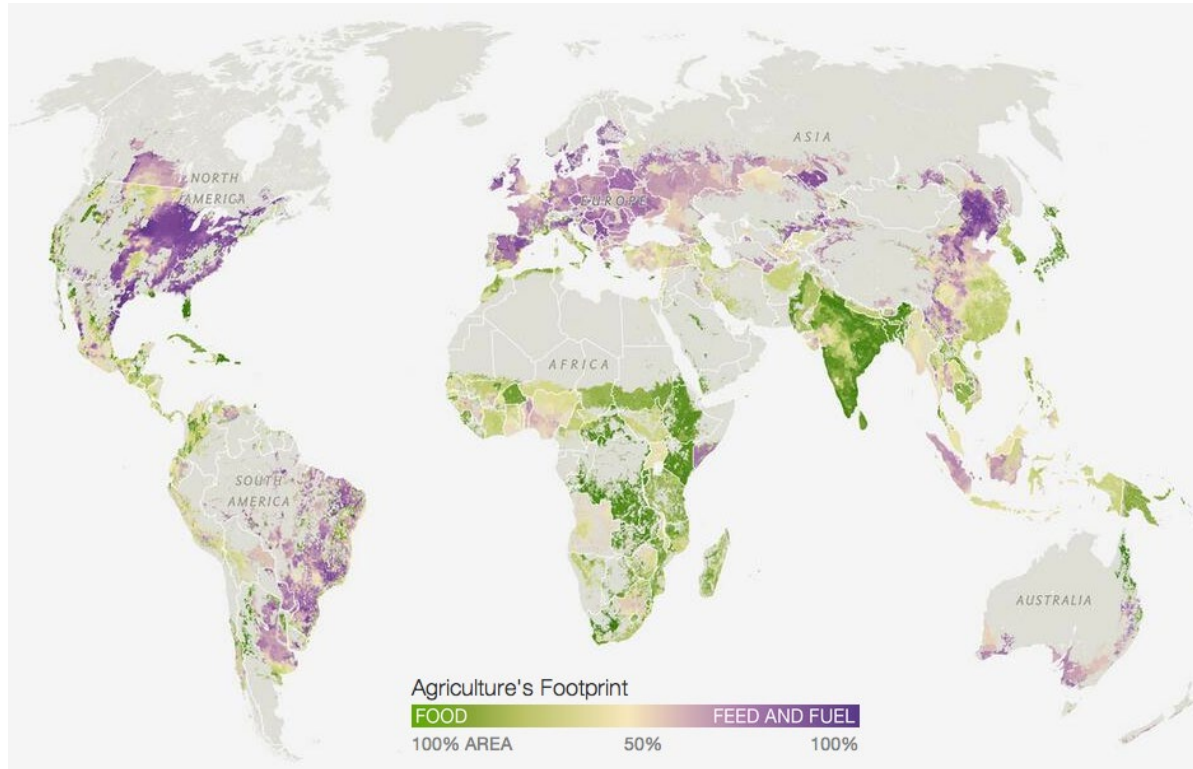 ASIA
NORTH
AMERICA
EUROPE
AFRICA
SOUTH
AMERICA
AUSTRALIA
Agriculture's Footprint
FOOD FEED AND FUEL
100% AREA 50% 100%